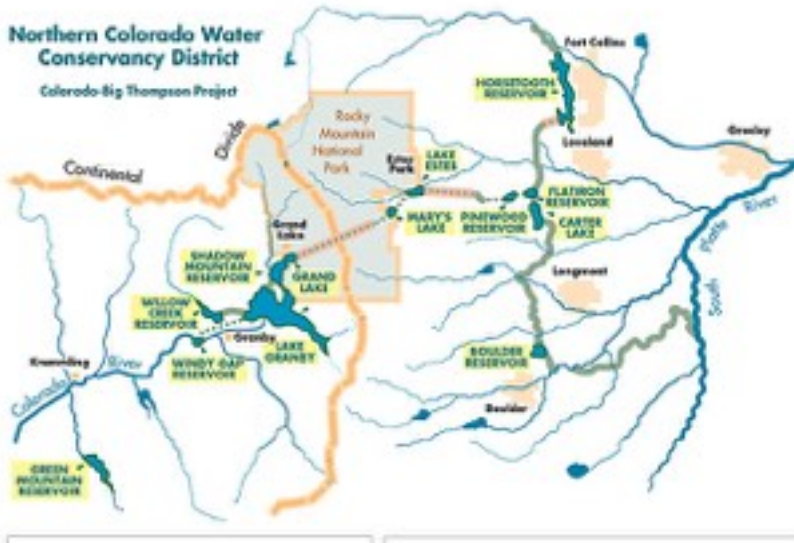 Northern Colorado Water
Conservancy District
Colorado-Big Thompson Project
Fort Collins
HORSETOOTH
RESERVOIR
Rocky
Mountain
National
Park
Loveland
Greeley
Continental
Divide
Estes
Park
LAKE
ESTES
MARY'S
LAKE
PINEWOOD
RESERVOIR
FLATIRON
RESERVOIR
CARTER
LAKE
South
Platte
River
Grand
Lake
SHADOW
MOUNTAIN
RESERVOIR
GRAND
LAKE
Longmont
WILLOW
CREEK
RESERVOIR
Granby
LAKE
GRANBY
WINDY GAP
RESERVOIR
BOULDER
RESERVOIR
Kremmling
Colorado
River
Boulder
GREEN
MOUNTAIN
RESERVOIR